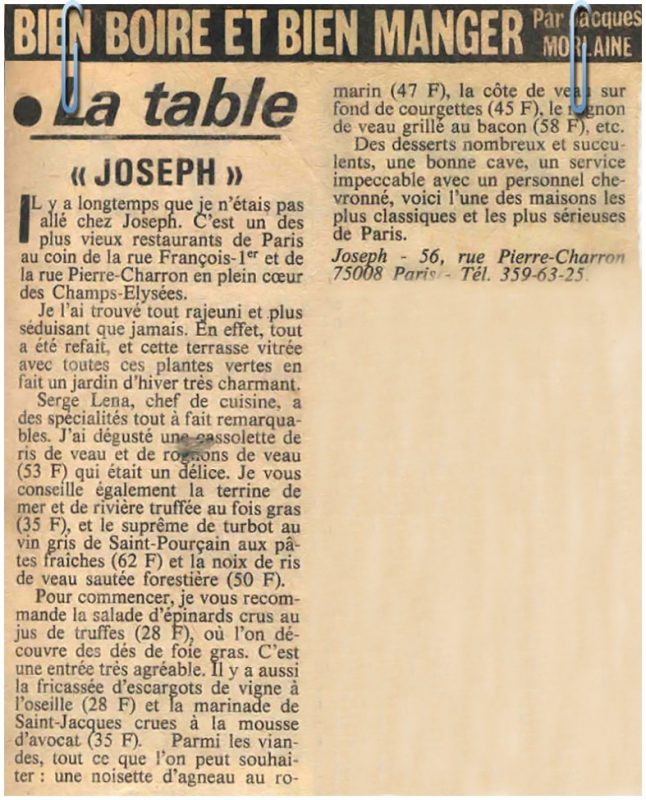 BIEN BOIRE ET BIEN MANGER
Par Jacques
MORLAINE
• La table
« JOSEPH »
IL y a longtemps que je n'étais pas
allé chez Joseph. C'est un des
plus vieux restaurants de Paris
au coin de la rue François-1er et de
la rue Pierre-Charron en plein cœur
des Champs-Elysées.
Je l'ai trouvé tout rajeuni et plus
séduisant que jamais. En effet, tout
a été refait, et cette terrasse vitrée
avec toutes ces plantes vertes en
fait un jardin d'hiver très charmant.
Serge Lena, chef de cuisine, a
des spécialités tout à fait remarqua-
bles. J'ai dégusté une cassolette de
ris de veau et de rognons de veau
(53 F) qui était un délice. Je vous
conseille également la terrine de
mer et de rivière truffée au fois gras
(35 F), et le suprême de turbot au
vin gris de Saint-Pourçain aux pâ-
tes fraîches (62 F) et la noix de ris
de veau sautée forestière (50 F).
Pour commencer, je vous recom-
mande la salade d'épinards crus au
jus de truffes (28 F), où l'on dé-
couvre des dés de foie gras. C'est
une entrée très agréable. Il y a aussi
la fricassée d'escargots de vigne à
l'oseille (28 F) et la marinade de
Saint-Jacques crues à la mousse
d'avocat (35 F). Parmi les vian-
des, tout ce que l'on peut souhai-
ter : une noisette d'agneau au ro-
marin (47 F), la côte de veau sur
fond de courgettes (45 F), le rognon
de veau grillé au bacon (58 F), etc.
Des desserts nombreux et succu-
lents, une bonne cave, un service
impeccable avec un personnel che-
vronné, voici l'une des maisons les
plus classiques et les plus sérieuses
de Paris.
Joseph - 56, rue Pierre-Charron
75008 Paris - Tél. 359-63-25.